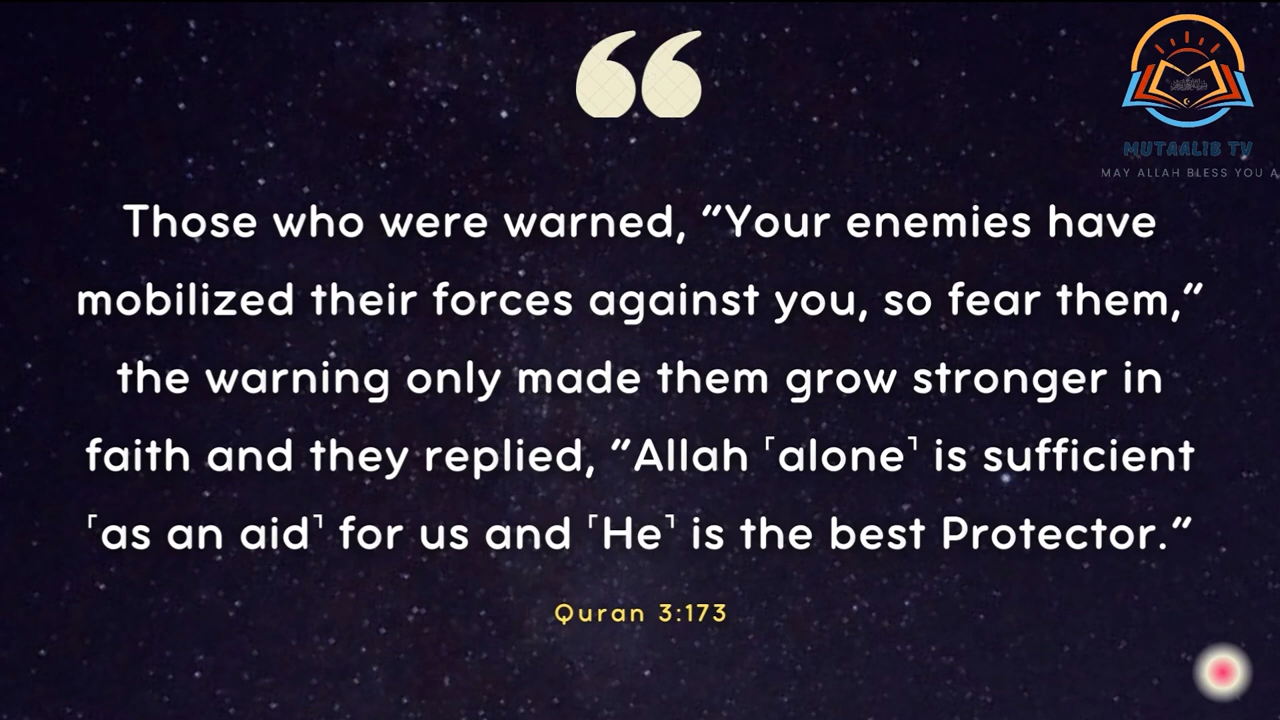 MUTAALIB TV
MAY ALLAH BLESS YOU A
Those who were warned, “Your enemies have
mobilized their forces against you, so fear them,”
the warning only made them grow stronger in
faith and they replied, “Allah ˹alone˺ is sufficient
˹as an aid˺ for us and ˹He˺ is the best Protector.”
Quran 3:173